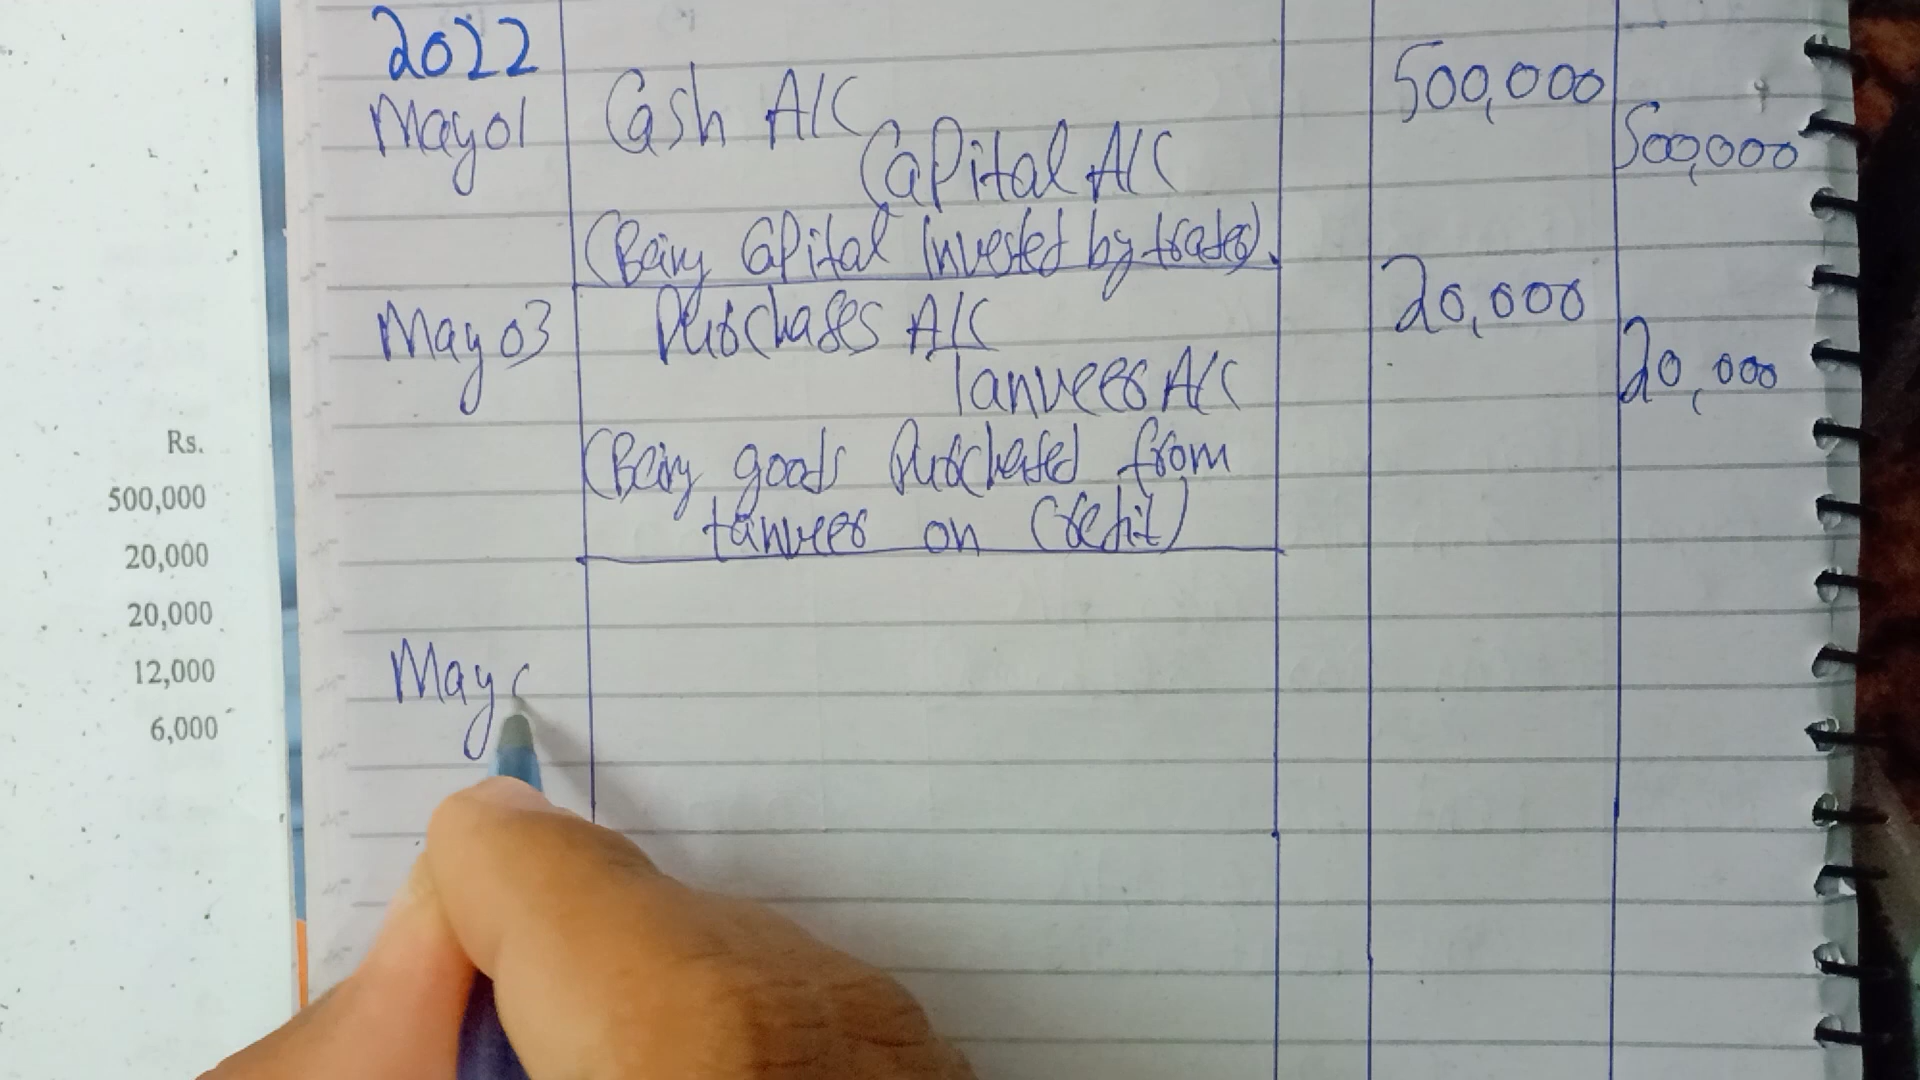 2022
May 01 Cash A/C 500,000
Capital A/C 500,000
(Being Capital invested by trader).
May 03 Purchases A/C 20,000
Tanveer A/C 20,000
(Being goods Purchased from
tanveer on Credit)
May
Rs.
500,000
20,000
20,000
12,000
6,000